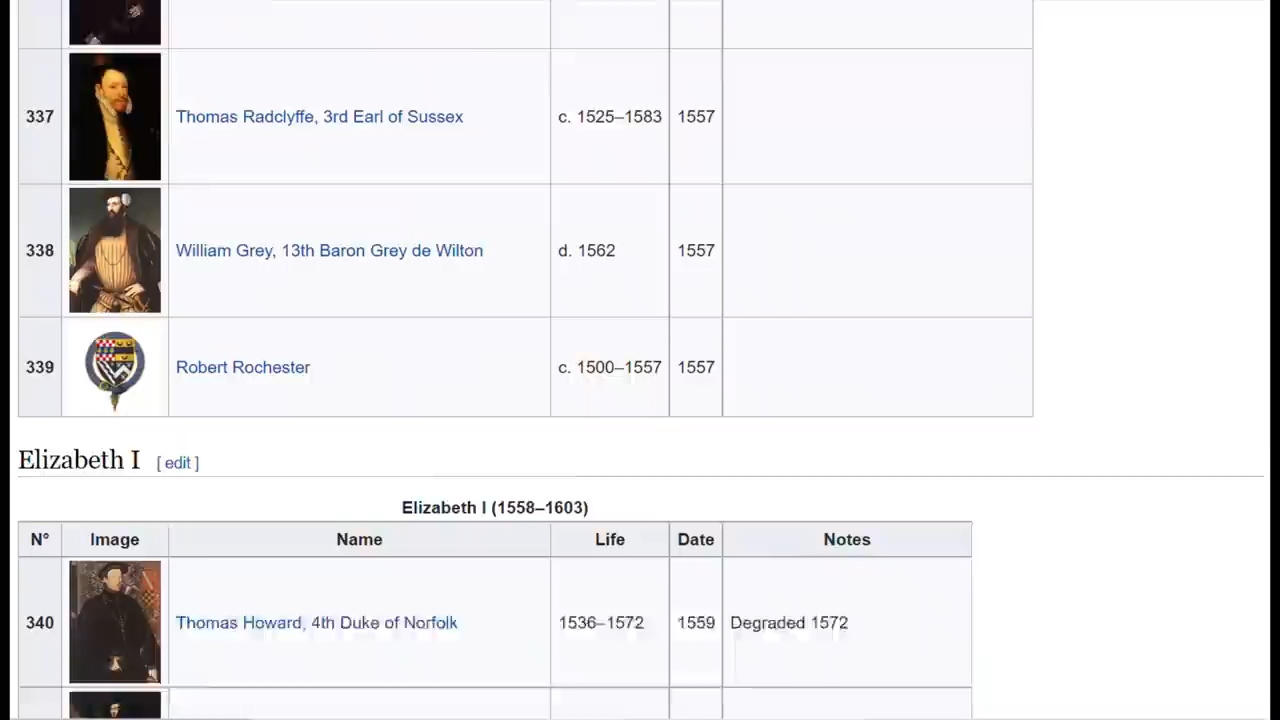 337 Thomas Radclyffe, 3rd Earl of Sussex c. 1525–1583 1557
338 William Grey, 13th Baron Grey de Wilton d. 1562 1557
339 Robert Rochester c. 1500–1557 1557
Elizabeth I [ edit ]
Elizabeth I (1558–1603)
N° Image Name Life Date Notes
340 Thomas Howard, 4th Duke of Norfolk 1536–1572 1559 Degraded 1572